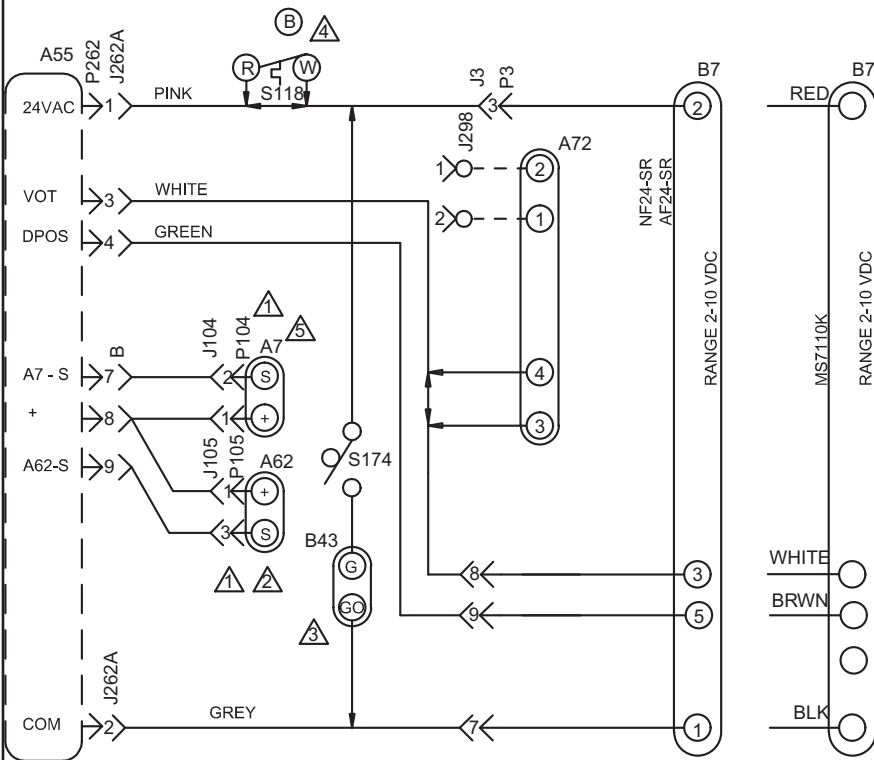 B
4
A55
P262
J262A
R
W
S118
J3
P3
B7
B7
24VAC
1
PINK
3
2
RED
J298
A72
1
2
NF24-SR
AF24-SR
VOT
3
WHITE
2
1
DPOS
4
GREEN
RANGE 2-10 VDC
MS7110K
RANGE 2-10 VDC
1
5
J104
P104
A7
A7 - S
7
B
2
S
4
+
8
1
+
3
J105
P105
A62
S174
A62-S
9
1
+
3
S
B43
G
GO
1
2
3
8
3
WHITE
9
5
BRWN
J262A
COM
2
GREY
7
1
BLK